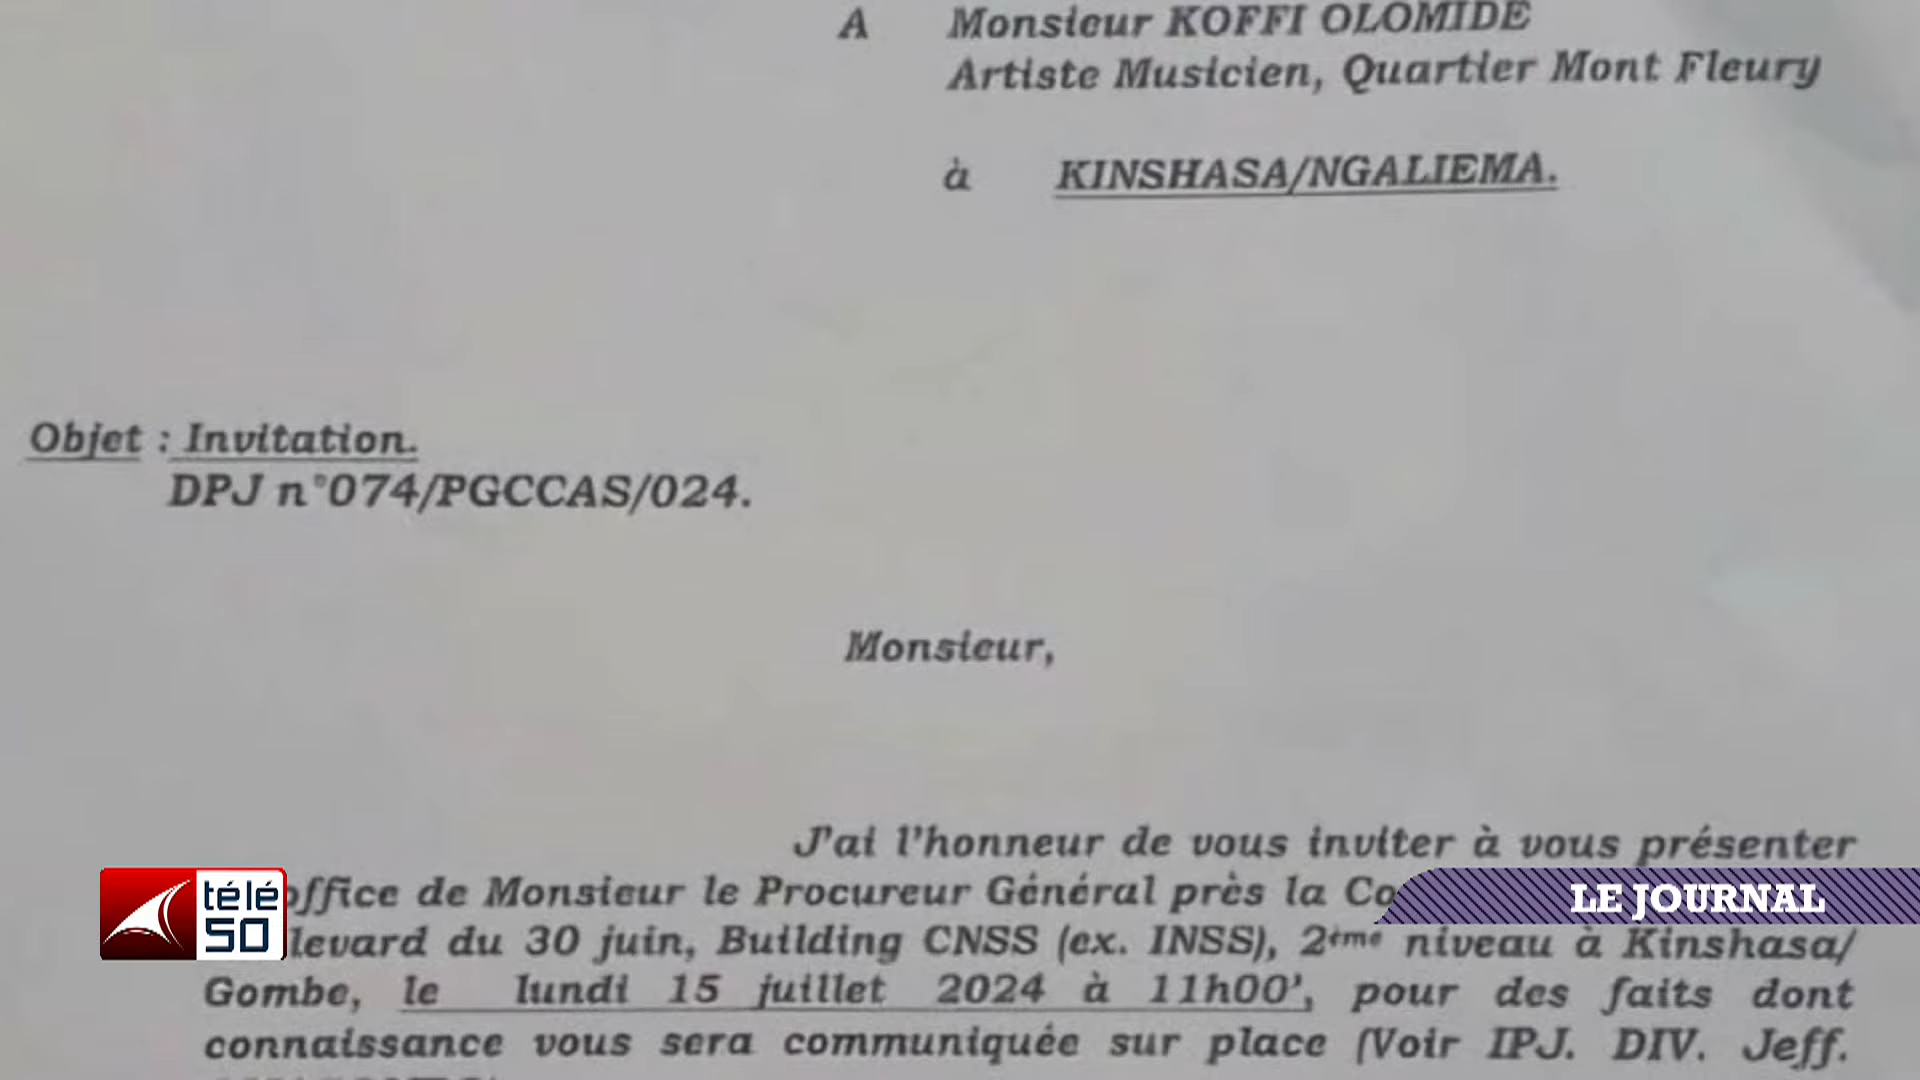 A Monsieur KOFFI OLOMIDE
Artiste Musicien, Quartier Mont Fleury
à KINSHASA/NGALIEMA.
Objet : Invitation.
DPJ n°074/PGCCAS/024.
Monsieur,
J'ai l'honneur de vous inviter à vous présenter
office de Monsieur le Procureur Général près la Co
levard du 30 juin, Building CNSS (ex. INSS), 2ème niveau à Kinshasa/
Gombe, le lundi 15 juillet 2024 à 11h00', pour des faits dont
connaissance vous sera communiquée sur place (Voir IPJ. DIV. Jeff.
télé
50
LE JOURNAL